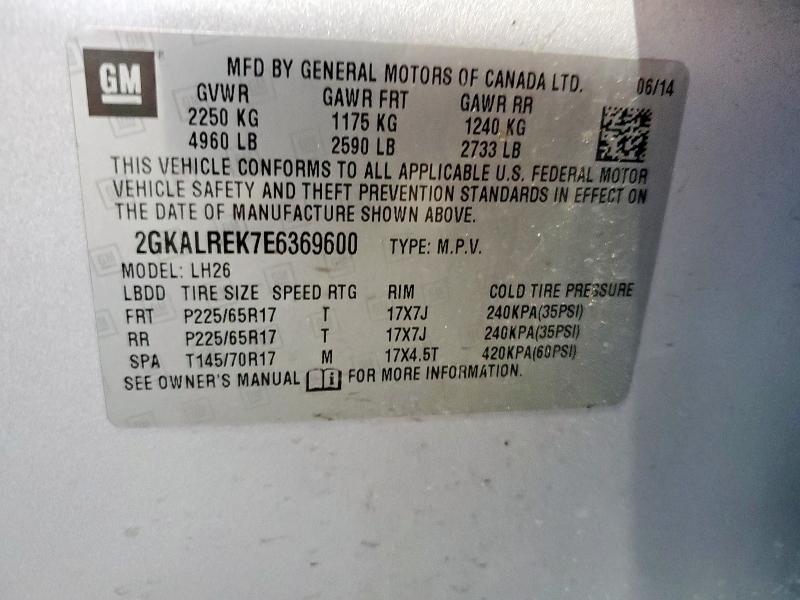 GM
MFD BY GENERAL MOTORS OF CANADA LTD. 06/14
GVWR GAWR FRT GAWR RR
2250 KG 1175 KG 1240 KG
4960 LB 2590 LB 2733 LB
THIS VEHICLE CONFORMS TO ALL APPLICABLE U.S. FEDERAL MOTOR
VEHICLE SAFETY AND THEFT PREVENTION STANDARDS IN EFFECT ON
THE DATE OF MANUFACTURE SHOWN ABOVE.
2GKALREK7E6369600 TYPE: M.P.V.
MODEL: LH26
LBDD TIRE SIZE SPEED RTG RIM COLD TIRE PRESSURE
FRT P225/65R17 T 17X7J 240KPA(35PSI)
RR P225/65R17 T 17X7J 240KPA(35PSI)
SPA T145/70R17 M 17X4.5T 420KPA(60PSI)
SEE OWNER'S MANUAL i FOR MORE INFORMATION.